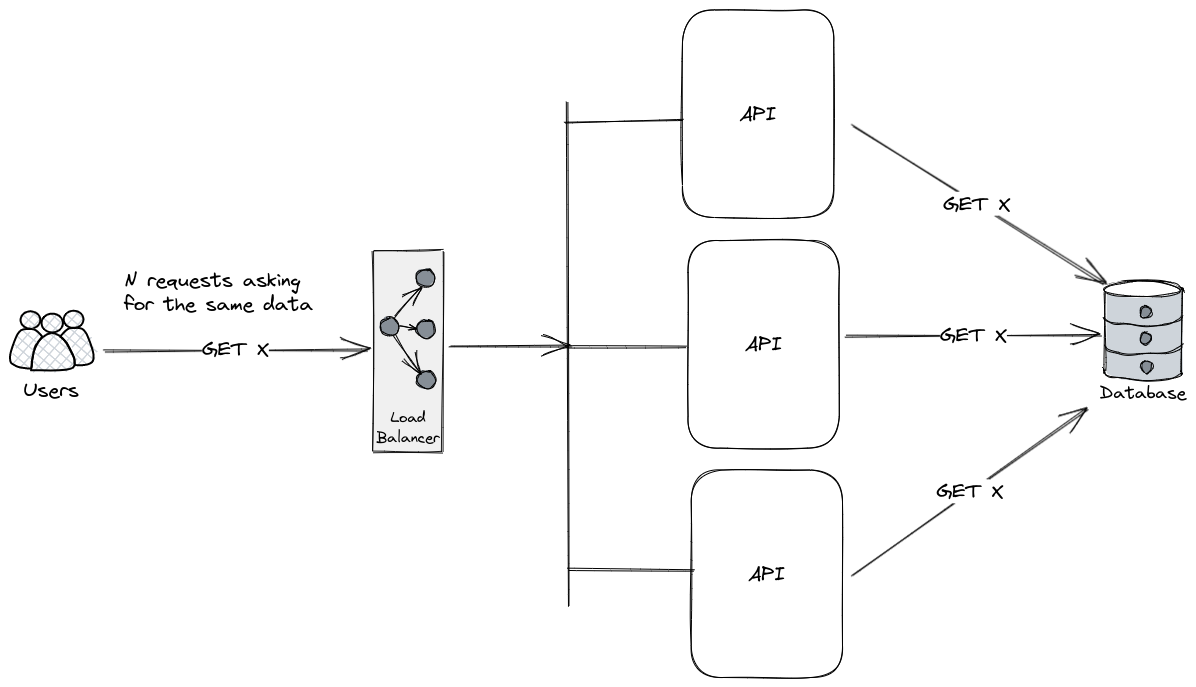 API
GET X
N requests asking
for the same data
GET X
API
GET X
Users
Load
Balancer
Database
GET X
API